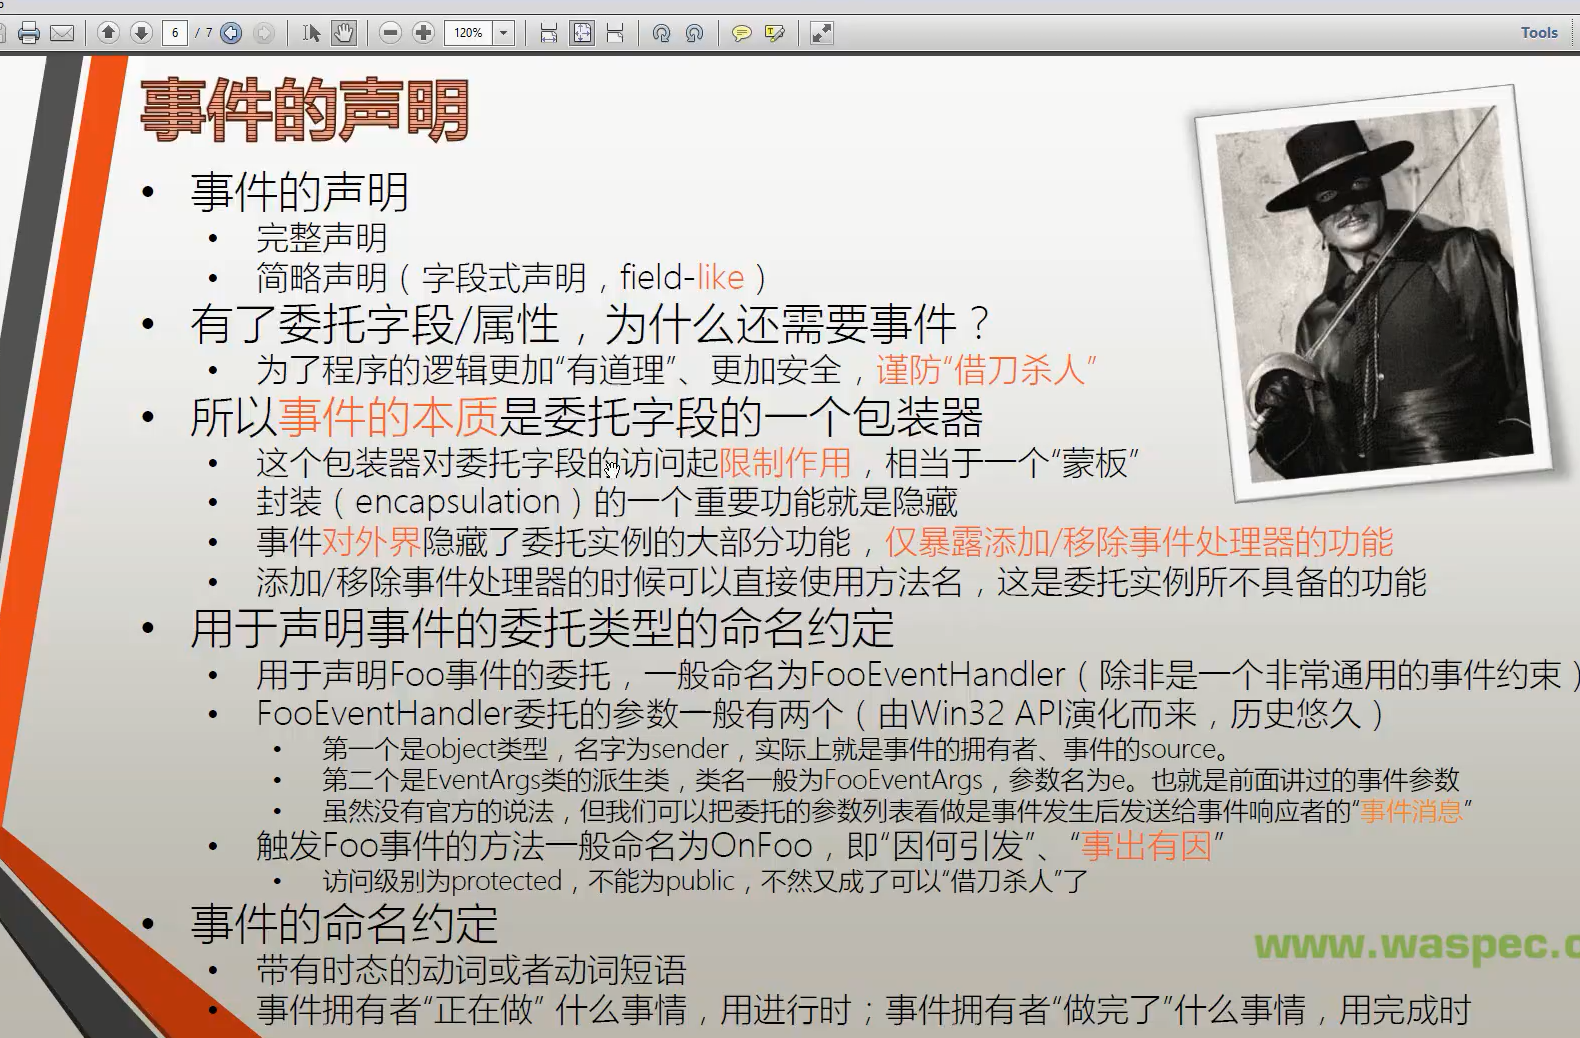 6 / 7 120% Tools
事件的声明
• 事件的声明
• 完整声明
• 简略声明（字段式声明，field-like）
• 有了委托字段/属性，为什么还需要事件？
• 为了程序的逻辑更加“有道理”、更加安全，谨防“借刀杀人”
• 所以事件的本质是委托字段的一个包装器
• 这个包装器对委托字段的访问起限制作用，相当于一个“蒙板”
• 封装（encapsulation）的一个重要功能就是隐藏
• 事件对外界隐藏了委托实例的大部分功能，仅暴露添加/移除事件处理器的功能
• 添加/移除事件处理器的时候可以直接使用方法名，这是委托实例所不具备的功能
• 用于声明事件的委托类型的命名约定
• 用于声明Foo事件的委托，一般命名为FooEventHandler（除非是一个非常通用的事件约束）
• FooEventHandler委托的参数一般有两个（由Win32 API演化而来，历史悠久）
• 第一个是object类型，名字为sender，实际上就是事件的拥有者、事件的source。
• 第二个是EventArgs类的派生类，类名一般为FooEventArgs，参数名为e。也就是前面讲过的事件参数
• 虽然没有官方的说法，但我们可以把委托的参数列表看做是事件发生后发送给事件响应者的“事件消息”
• 触发Foo事件的方法一般命名为OnFoo，即“因何引发”、“事出有因”
• 访问级别为protected，不能为public，不然又成了可以“借刀杀人”了
• 事件的命名约定
• 带有时态的动词或者动词短语
• 事件拥有者“正在做” 什么事情，用进行时；事件拥有者“做完了”什么事情，用完成时
www.waspec.c